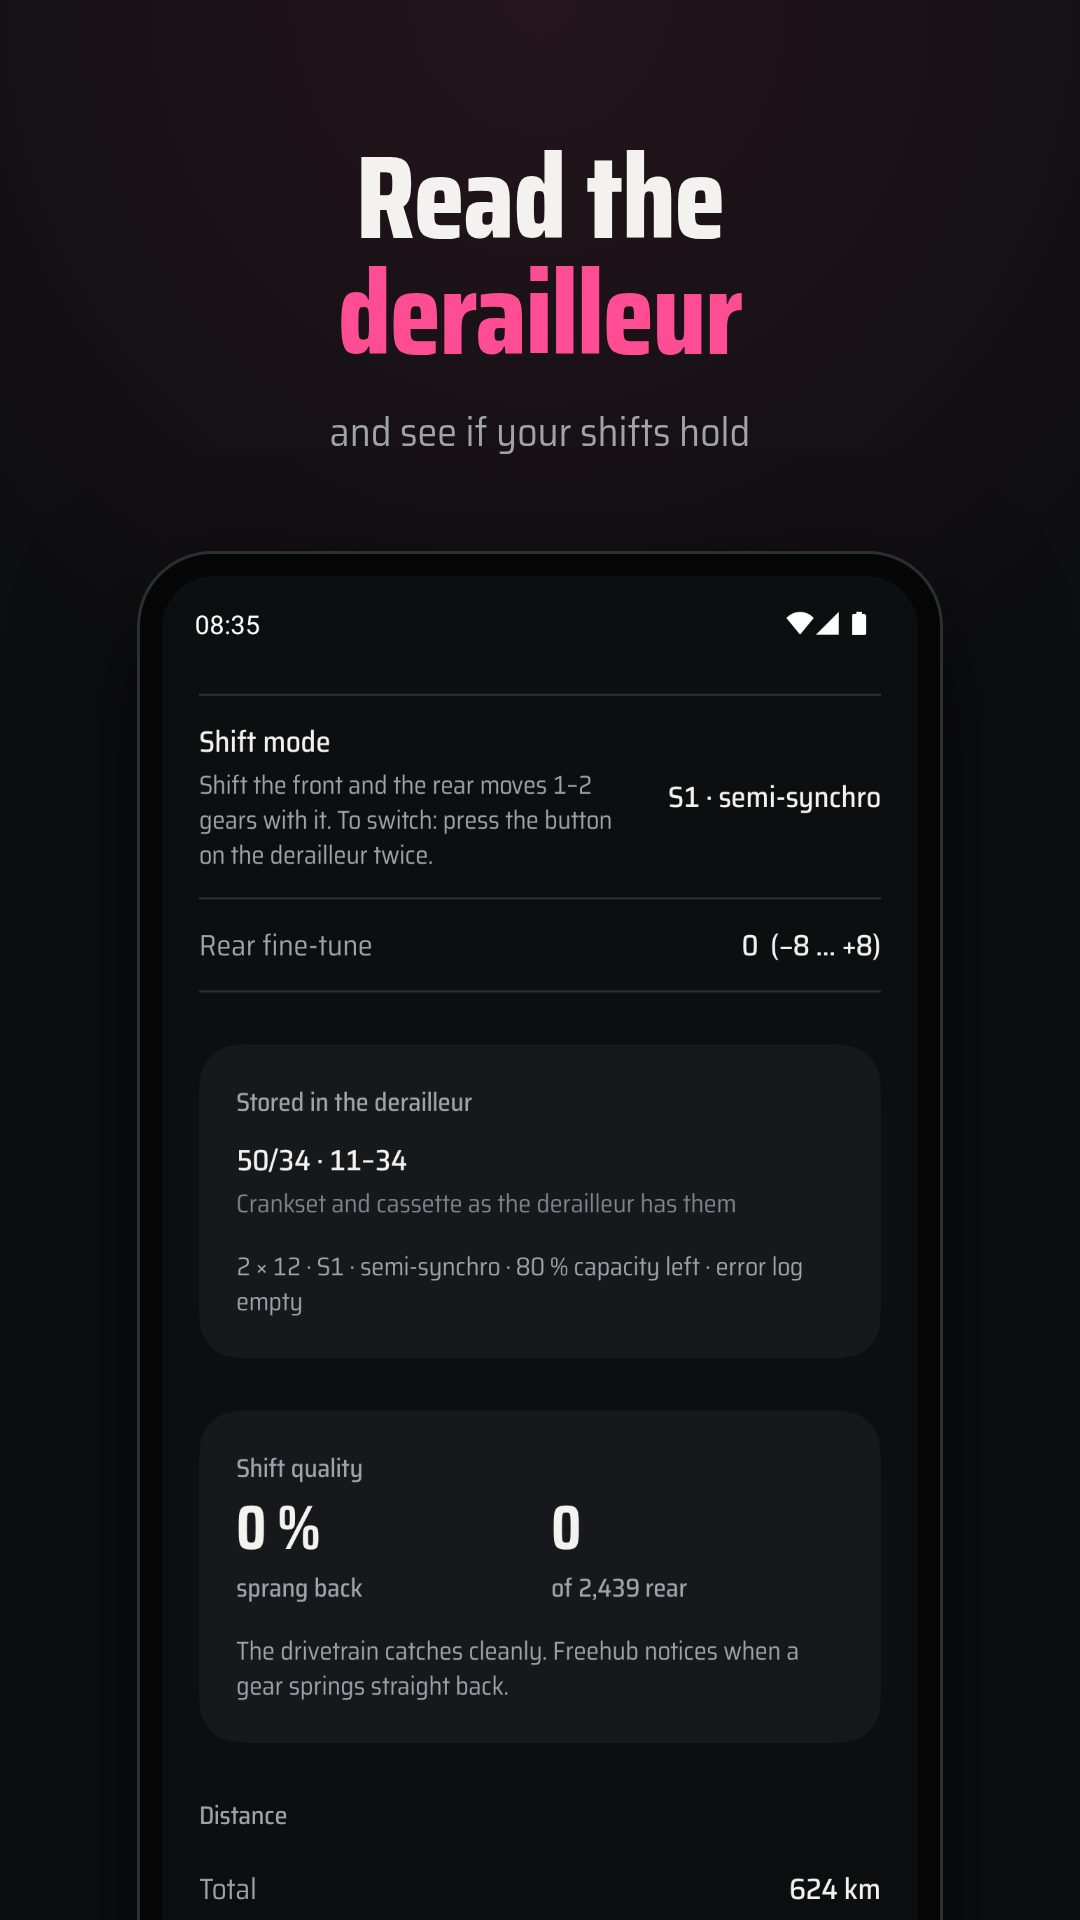 Read the
derailleur
and see if your shifts hold
08:35
Shift mode
Shift the front and the rear moves 1–2
gears with it. To switch: press the button
on the derailleur twice.
S1 · semi-synchro
Rear fine-tune
0 (–8 ... +8)
Stored in the derailleur
50/34 · 11–34
Crankset and cassette as the derailleur has them
2 × 12 · S1 · semi-synchro · 80 % capacity left · error log
empty
Shift quality
0 %
0
sprang back
of 2,439 rear
The drivetrain catches cleanly. Freehub notices when a
gear springs straight back.
Distance
Total
624 km